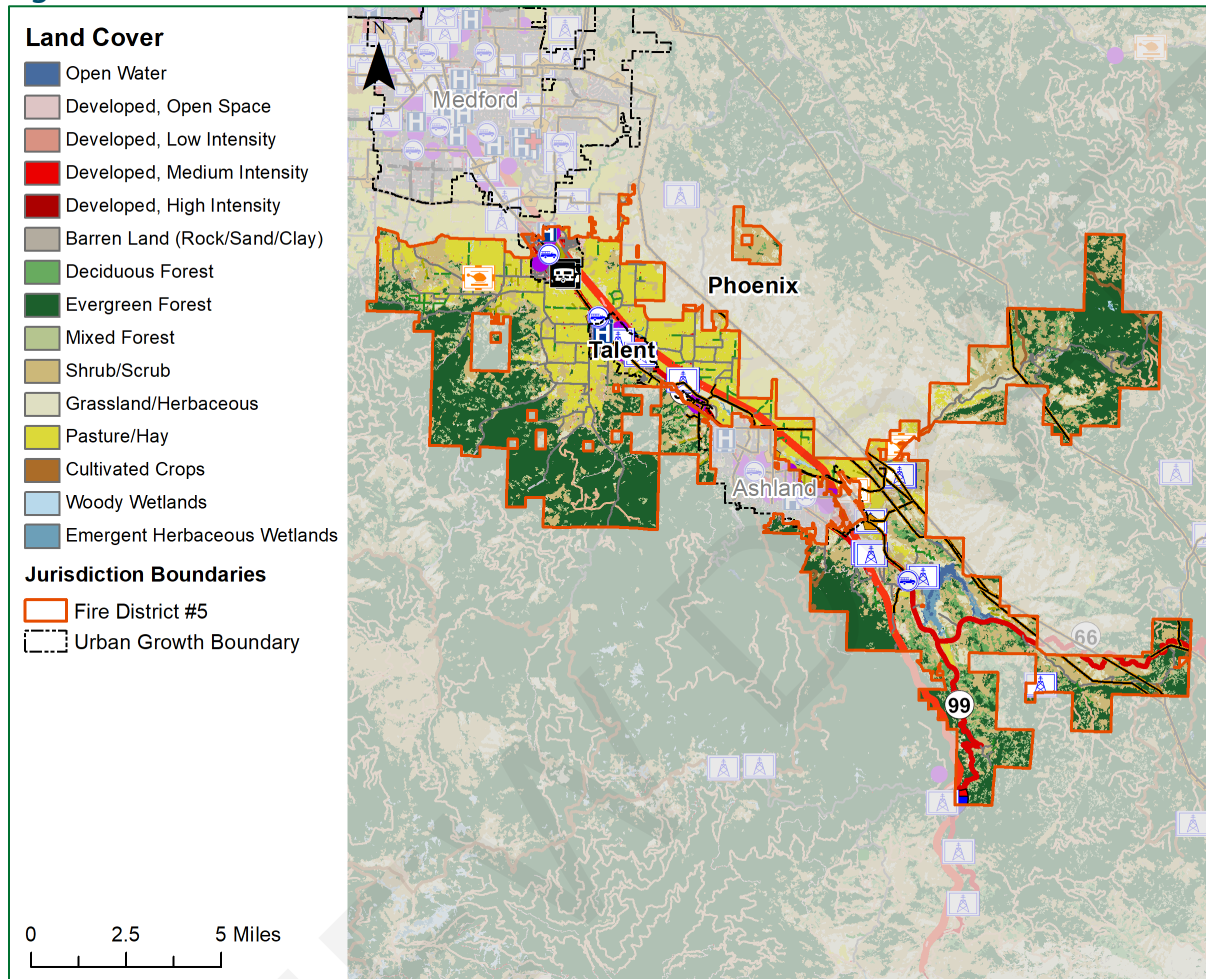 Land Cover
Open Water
Developed, Open Space
Developed, Low Intensity
Developed, Medium Intensity
Developed, High Intensity
Barren Land (Rock/Sand/Clay)
Deciduous Forest
Evergreen Forest
Mixed Forest
Shrub/Scrub
Grassland/Herbaceous
Pasture/Hay
Cultivated Crops
Woody Wetlands
Emergent Herbaceous Wetlands
Jurisdiction Boundaries
Fire District #5
Urban Growth Boundary
0 2.5 5 Miles
N
Medford
H
H
H
H
H
H
Phoenix
H
Talent
H
Ashland
H
66
99